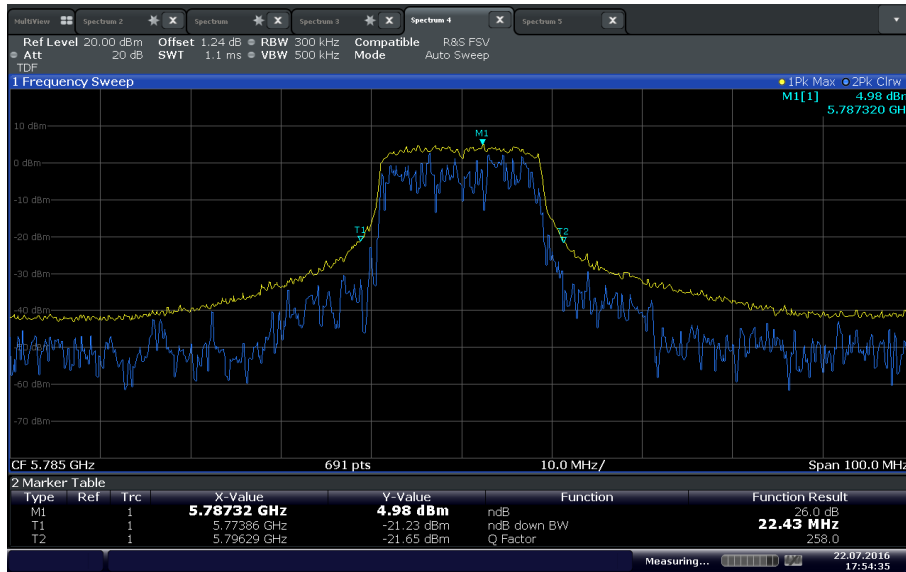 MultiView Spectrum 2 X Spectrum X Spectrum 3 X Spectrum 4 X Spectrum 5 X
Ref Level 20.00 dBm Offset 1.24 dB RBW 300 kHz Compatible R&S FSV
Att 20 dB SWT 1.1 ms VBW 500 kHz Mode Auto Sweep
TDF
1 Frequency Sweep 1Pk Max 2Pk Clrw
M1[1] 4.98 dBm
5.787320 GH
10 dBm
M1
0 dBm
-10 dBm
-20 dBm
T1 T2
-30 dBm
-40 dBm
-50 dBm
-60 dBm
-70 dBm
CF 5.785 GHz 691 pts 10.0 MHz/ Span 100.0 MHz
2 Marker Table
Type Ref Trc X-Value Y-Value Function Function Result
M1 1 5.78732 GHz 4.98 dBm ndB 26.0 dB
T1 1 5.77386 GHz -21.23 dBm ndB down BW 22.43 MHz
T2 1 5.79629 GHz -21.65 dBm Q Factor 258.0
Measuring... 22.07.2016
17:54:35